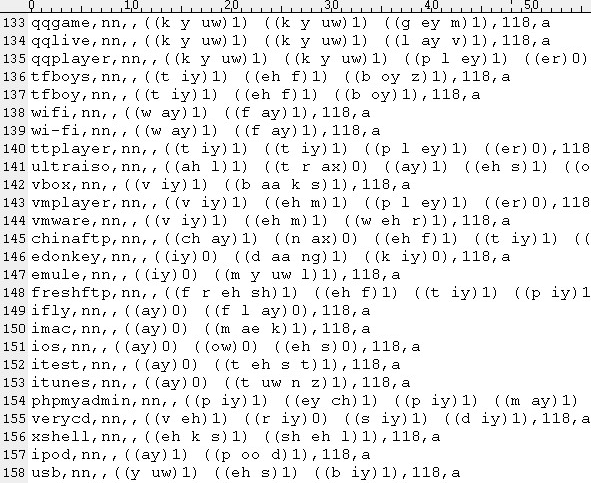 0 10 20 30 40 50
133 qqgame,nn,,((k y uw)1) ((k y uw)1) ((g ey m)1),118,a
134 qqlive,nn,,((k y uw)1) ((k y uw)1) ((l ay v)1),118,a
135 qqplayer,nn,,((k y uw)1) ((k y uw)1) ((p l ey)1) ((er)0)
136 tfboys,nn,,((t iy)1) ((eh f)1) ((b oy z)1),118,a
137 tfboy,nn,,((t iy)1) ((eh f)1) ((b oy)1),118,a
138 wifi,nn,,((w ay)1) ((f ay)1),118,a
139 wi-fi,nn,,((w ay)1) ((f ay)1),118,a
140 ttplayer,nn,,((t iy)1) ((t iy)1) ((p l ey)1) ((er)0),118
141 ultraiso,nn,,((ah l)1) ((t r ax)0) ((ay)1) ((eh s)1) ((o
142 vbox,nn,,((v iy)1) ((b aa k s)1),118,a
143 vmplayer,nn,,((v iy)1) ((eh m)1) ((p l ey)1) ((er)0),118
144 vmware,nn,,((v iy)1) ((eh m)1) ((w eh r)1),118,a
145 chinaftp,nn,,((ch ay)1) ((n ax)0) ((eh f)1) ((t iy)1) ((
146 edonkey,nn,,((iy)0) ((d aa ng)1) ((k iy)0),118,a
147 emule,nn,,((iy)0) ((m y uw l)1),118,a
148 freshftp,nn,,((f r eh sh)1) ((eh f)1) ((t iy)1) ((p iy)1
149 ifly,nn,,((ay)0) ((f l ay)0),118,a
150 imac,nn,,((ay)0) ((m ae k)1),118,a
151 ios,nn,,((ay)0) ((ow)0) ((eh s)0),118,a
152 itest,nn,,((ay)0) ((t eh s t)1),118,a
153 itunes,nn,,((ay)0) ((t uw n z)1),118,a
154 phpmyadmin,nn,,((p iy)1) ((ey ch)1) ((p iy)1) ((m ay)1)
155 verycd,nn,,((v eh)1) ((r iy)0) ((s iy)1) ((d iy)1),118,a
156 xshell,nn,,((eh k s)1) ((sh eh l)1),118,a
157 ipod,nn,,((ay)1) ((p oo d)1),118,a
158 usb,nn,,((y uw)1) ((eh s)1) ((b iy)1),118,a